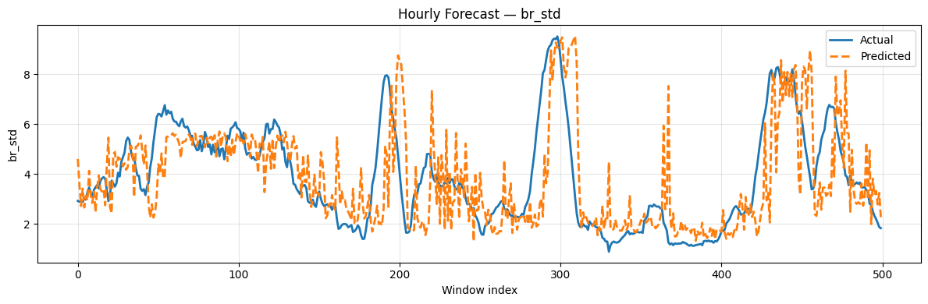 Hourly Forecast — br_std
Actual
Predicted
br_std
8
6
4
2
0
100
200
300
400
500
Window index